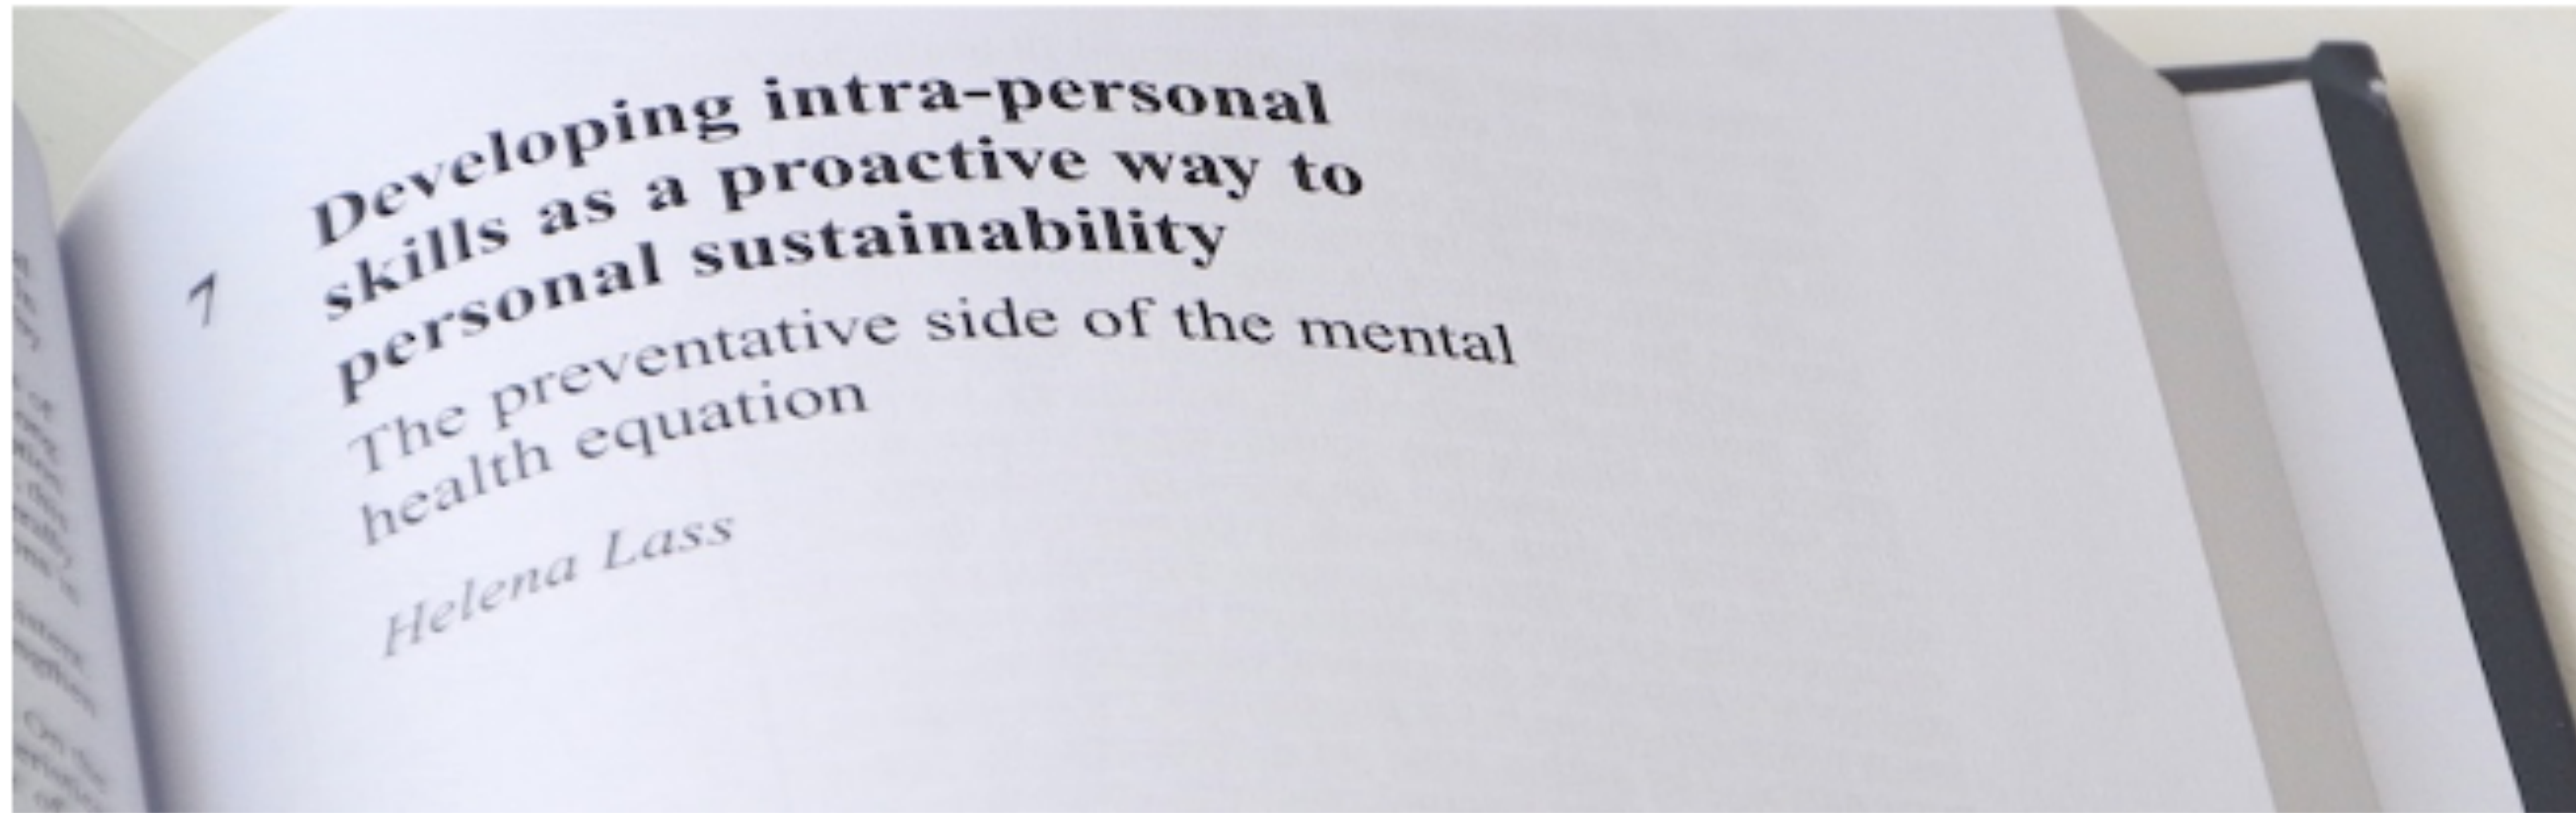 7
Developing intra-personal
skills as a proactive way to
personal sustainability
The preventative side of the mental
health equation
Helena Lass